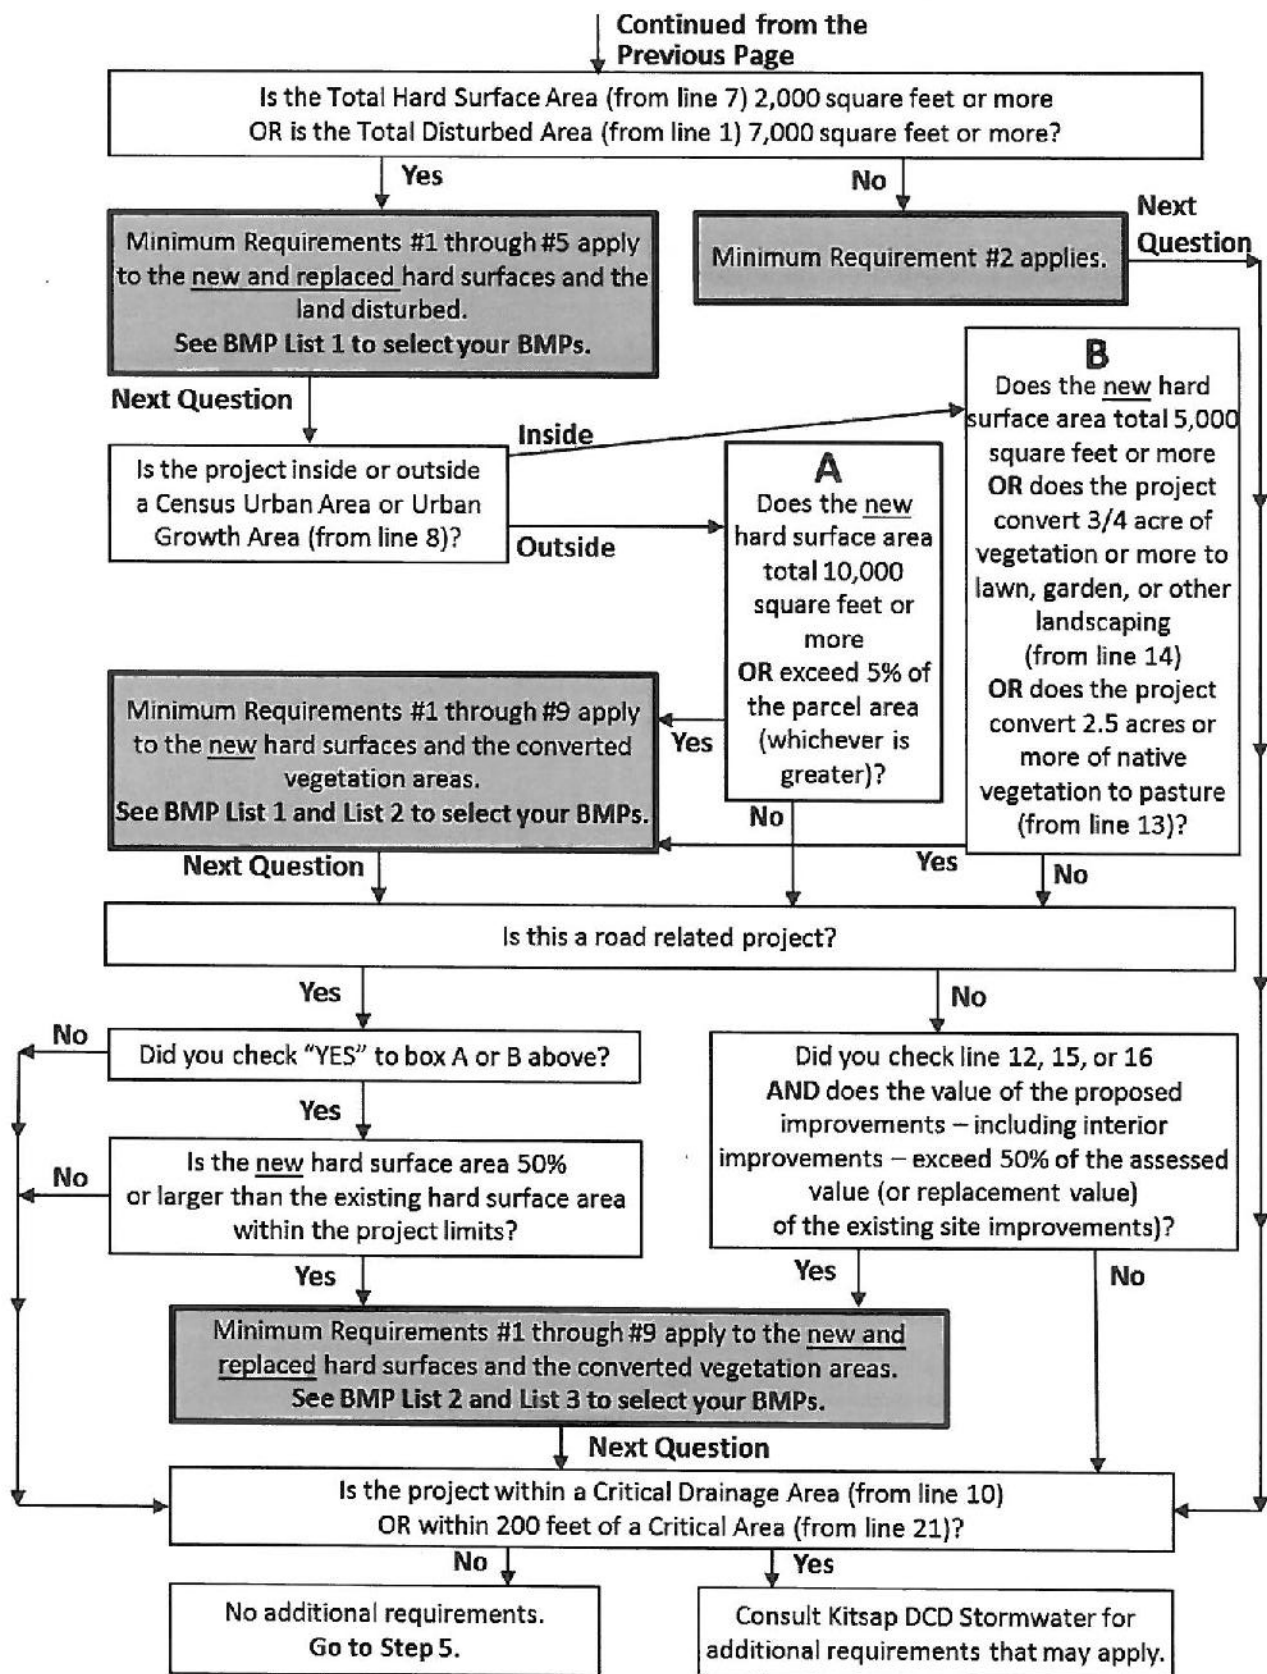 Continued from the
Previous Page
Is the Total Hard Surface Area (from line 7) 2,000 square feet or more
OR is the Total Disturbed Area (from line 1) 7,000 square feet or more?
Yes
No
Minimum Requirements #1 through #5 apply
to the new and replaced hard surfaces and the
land disturbed.
See BMP List 1 to select your BMPs.
Minimum Requirement #2 applies.
Next
Question
Next Question
Is the project inside or outside
a Census Urban Area or Urban
Growth Area (from line 8)?
Inside
Outside
A
Does the new
hard surface area
total 10,000
square feet or
more
OR exceed 5% of
the parcel area
(whichever is
greater)?
Yes
No
B
Does the new hard
surface area total 5,000
square feet or more
OR does the project
convert 3/4 acre of
vegetation or more to
lawn, garden, or other
landscaping
(from line 14)
OR does the project
convert 2.5 acres or
more of native
vegetation to pasture
(from line 13)?
Yes
No
Minimum Requirements #1 through #9 apply
to the new hard surfaces and the converted
vegetation areas.
See BMP List 1 and List 2 to select your BMPs.
Next Question
Is this a road related project?
Yes
No
Did you check "YES" to box A or B above?
No
Yes
Is the new hard surface area 50%
or larger than the existing hard surface area
within the project limits?
No
Yes
Did you check line 12, 15, or 16
AND does the value of the proposed
improvements – including interior
improvements – exceed 50% of the assessed
value (or replacement value)
of the existing site improvements)?
Yes
No
Minimum Requirements #1 through #9 apply to the new and
replaced hard surfaces and the converted vegetation areas.
See BMP List 2 and List 3 to select your BMPs.
Next Question
Is the project within a Critical Drainage Area (from line 10)
OR within 200 feet of a Critical Area (from line 21)?
No
Yes
No additional requirements.
Go to Step 5.
Consult Kitsap DCD Stormwater for
additional requirements that may apply.